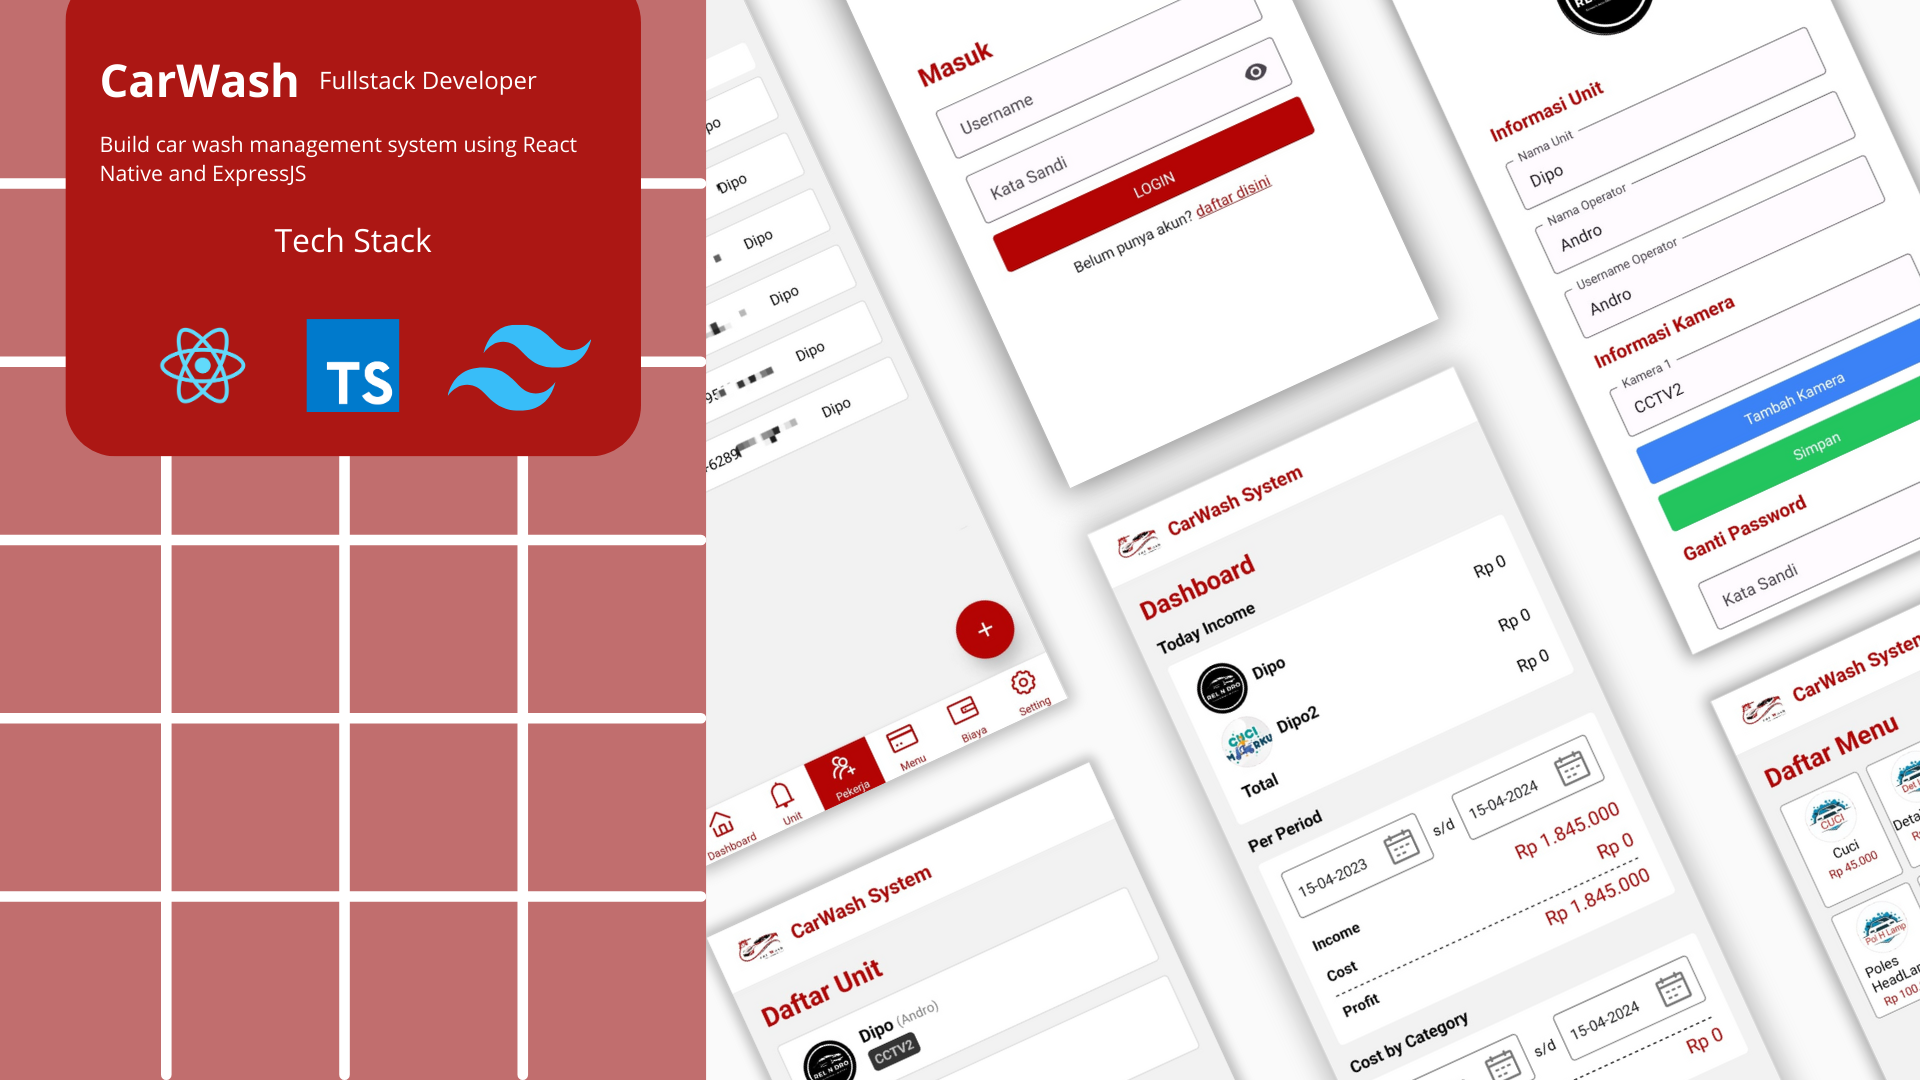 CarWash Fullstack Developer
Build car wash management system using React
Native and ExpressJS
Tech Stack
TS
Dipo
Dipo
Dipo
Dipo
Dipo
+
Dashboard
Unit
Pekerja
Menu
Biaya
Setting
Masuk
Username
Kata Sandi
LOGIN
Belum punya akun? daftar disini
Informasi Unit
Nama Unit
Dipo
Nama Operator
Andro
Username Operator
Andro
Informasi Kamera
Kamera 1
CCTV2
Tambah Kamera
Simpan
Ganti Password
Kata Sandi
CarWash System
Dashboard
Today Income
Dipo Rp 0
Dipo2 Rp 0
Total Rp 0
Per Period
15-04-2023 s/d 15-04-2024
Income Rp 1.845.000
Cost Rp 0
Profit Rp 1.845.000
Cost by Category
s/d 15-04-2024
Rp 0
CarWash System
Daftar Unit
REL N DRO
Dipo (Andro)
CCTV2
CarWash System
Daftar Menu
CUCI
Cuci
Rp 45.000
Pol H Lamp
Poles